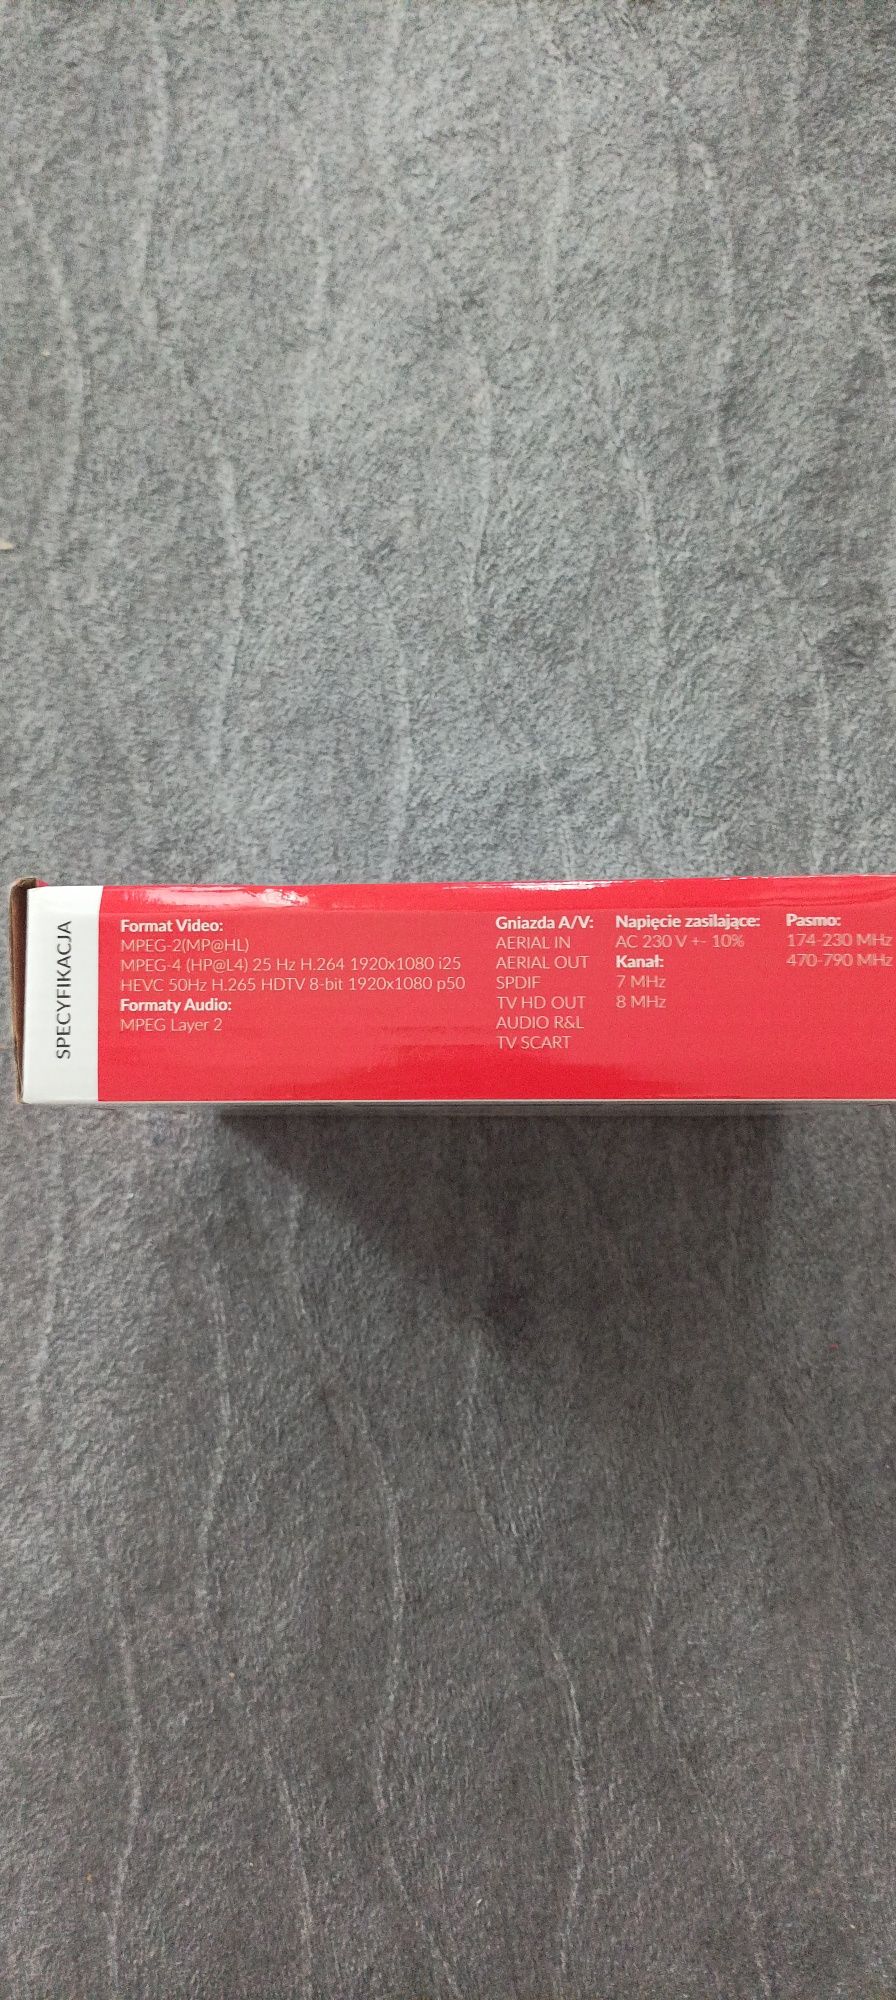 SPECYFIKACJA
Format Video:
MPEG-2(MP@HL)
MPEG-4 (HP@L4) 25 Hz H.264 1920x1080 i25
HEVC 50Hz H.265 HDTV 8-bit 1920x1080 p50
Formaty Audio:
MPEG Layer 2
Gniazda A/V:
AERIAL IN
AERIAL OUT
SPDIF
TV HD OUT
AUDIO R&L
TV SCART
Napięcie zasilające:
AC 230 V +- 10%
Kanał:
7 MHz
8 MHz
Pasmo:
174-230 MHz
470-790 MHz